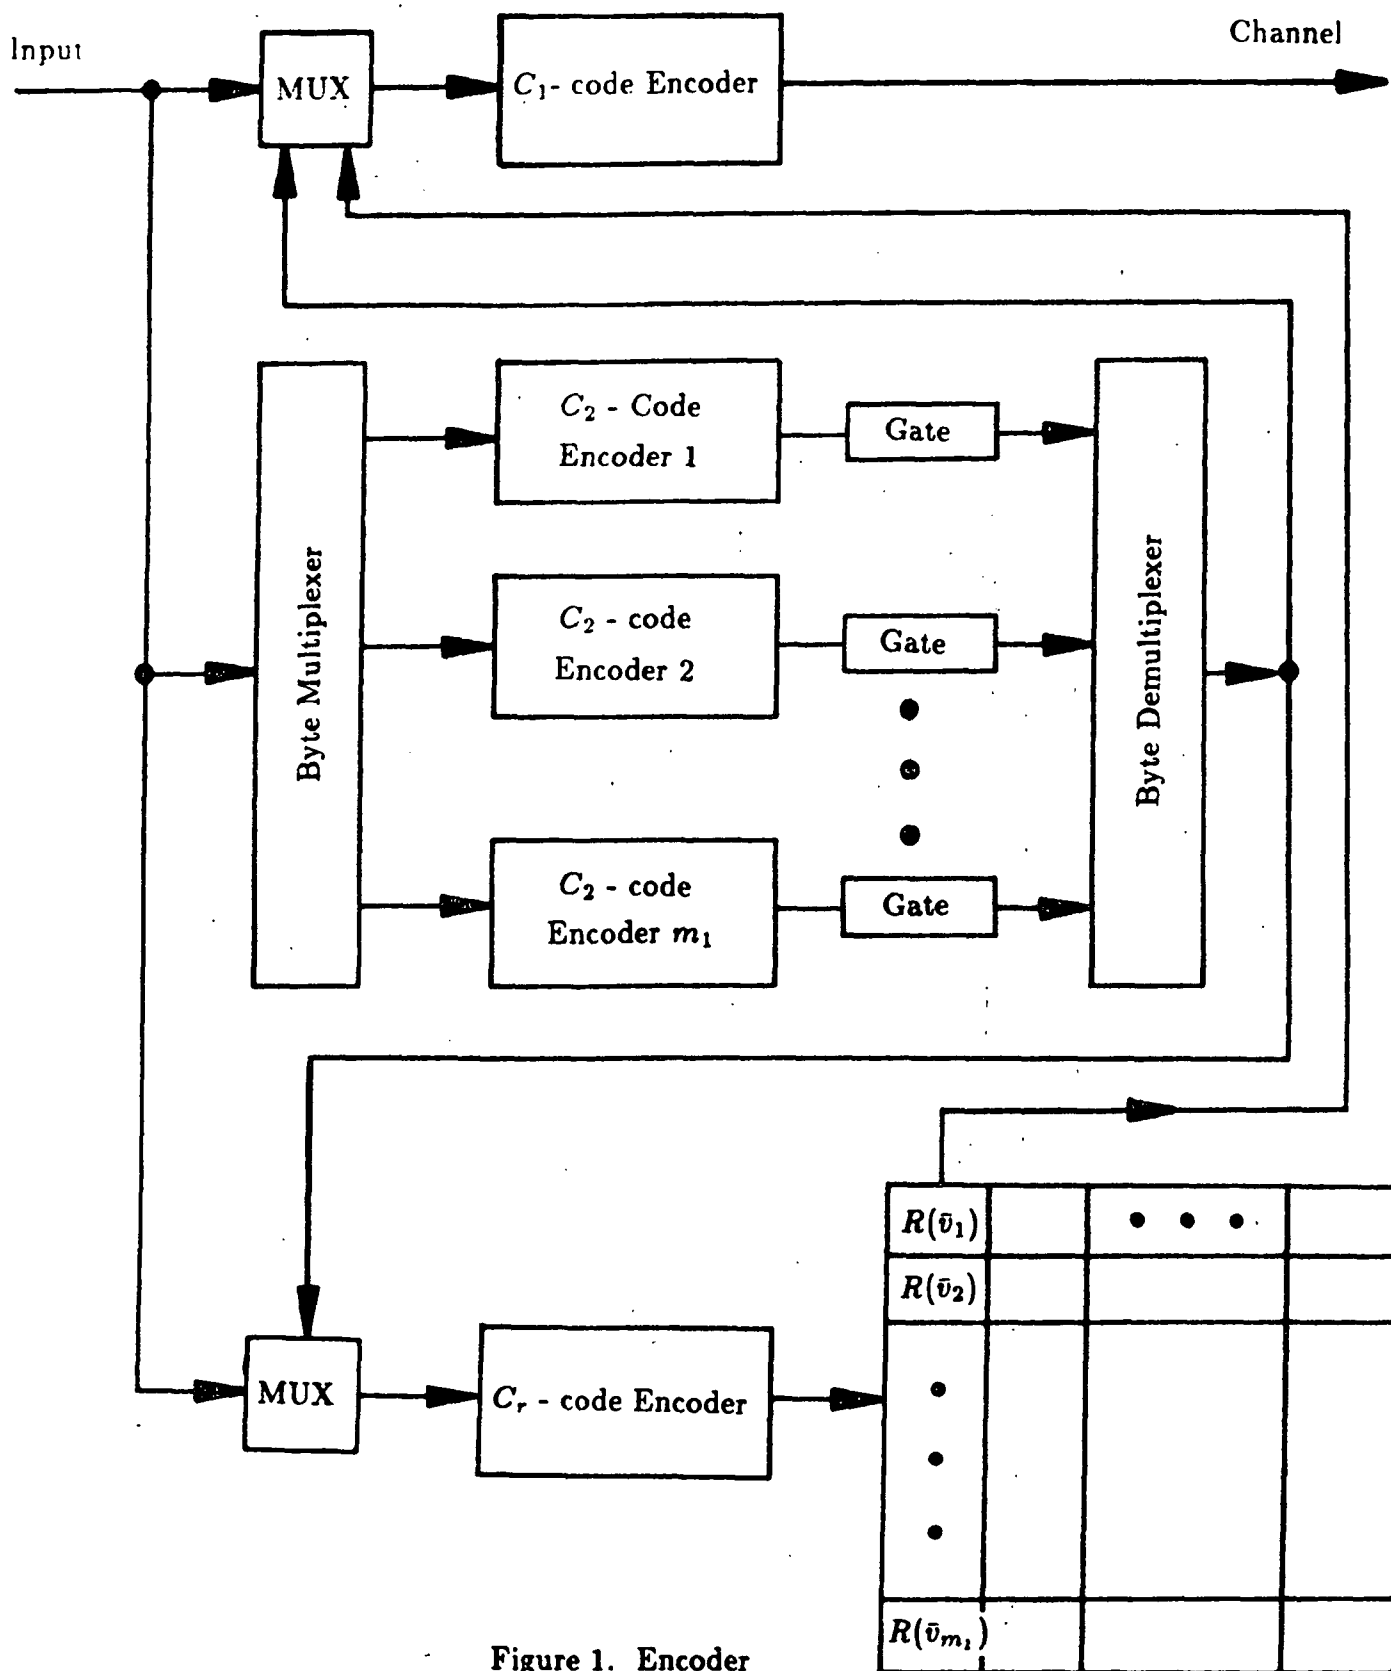 Input
Channel
MUX
C₁- code Encoder
C₂ - Code
Encoder 1
Gate
Byte Multiplexer
C₂ - code
Encoder 2
Gate
Byte Demultiplexer
C₂ - code
Encoder m₁
Gate
R(v̄₁)
R(v̄₂)
MUX
Cᵣ - code Encoder
R(v̄ₘ₁)
Figure 1. Encoder